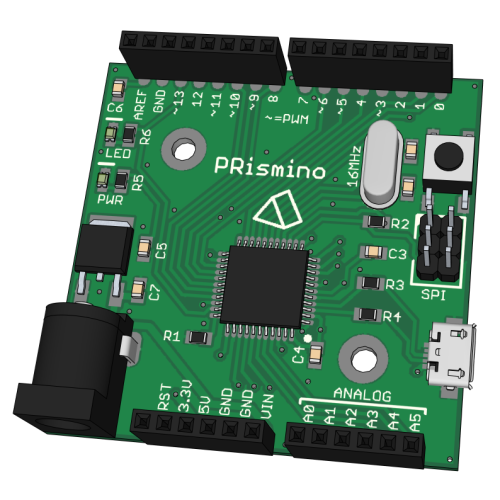 AREF
GND
~13
12
~11
~10
~9
8
7
~6
~5
4
~3
2
1
0
~=PWM
C6
LED
R6
PWR
R5
PRismino
16MHz
R2
C3
R3
R4
SPI
C5
C7
R1
C4
RST
3.3V
5V
GND
GND
VIN
ANALOG
A0
A1
A2
A3
A4
A5